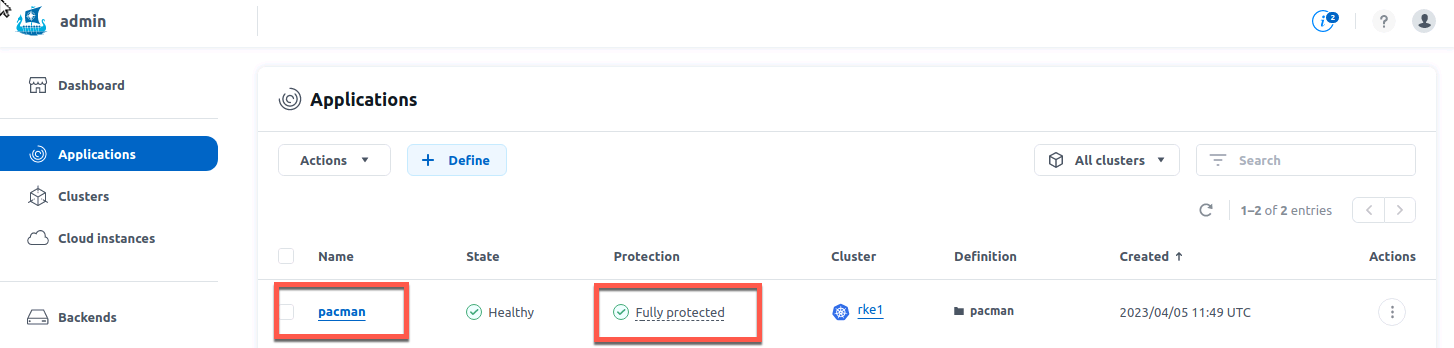 admin
2
?
Dashboard
Applications
Clusters
Cloud instances
Backends
Applications
Actions
+ Define
All clusters
Search
1–2 of 2 entries
Name State Protection Cluster Definition Created ↑ Actions
pacman Healthy Fully protected rke1 pacman 2023/04/05 11:49 UTC